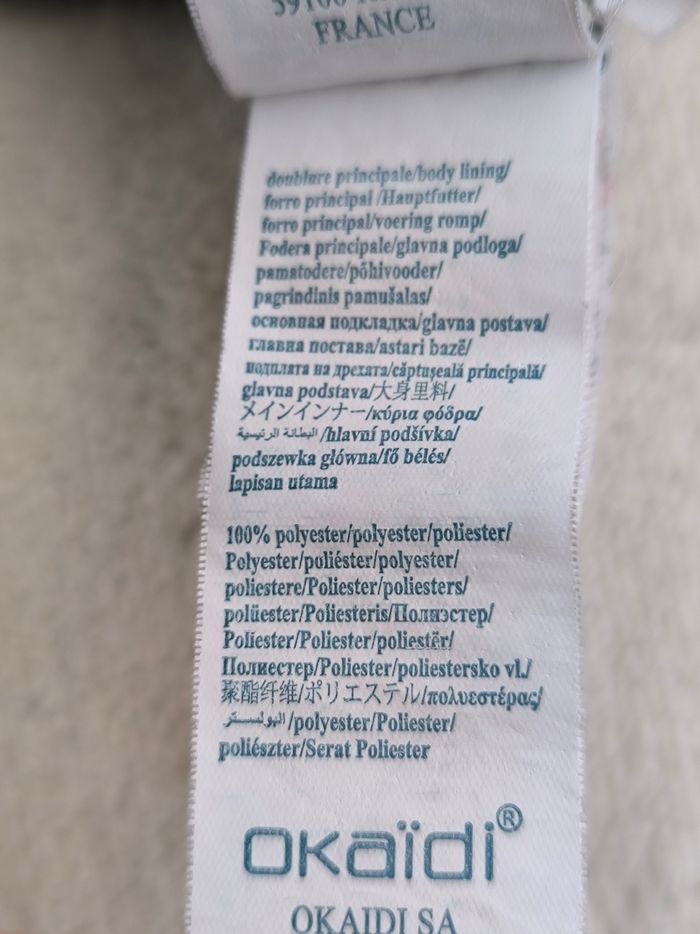 FRANCE
doublure principale/body lining/
forro principal /Hauptfutter/
forro principal/voering romp/
Fodera principale/glavna podloga/
pamatodere/põhivooder/
pagrindinis pamušalas/
основная подкладка/glavna postava/
главна постава/astari bazë/
подплата на дрехата/căptușeală principală/
glavna podstava/大身里料/
メインインナー/κύρια φόδρα/
البطانة الرئيسية /hlavní podšívka/
podszewka główna/fő bélés/
lapisan utama
100% polyester/polyester/poliester/
Polyester/poliéster/polyester/
poliestere/Poliester/poliesters/
polüester/Poliesteris/Полиэстер/
Poliester/Poliester/poliestër/
Полиестер/Poliester/poliestersko vl./
聚酯纤维/ポリエステル/πολυεστέρας/
البوليستر /polyester/Poliester/
poliészter/Serat Poliester
okaïdi®
OKAIDI SA